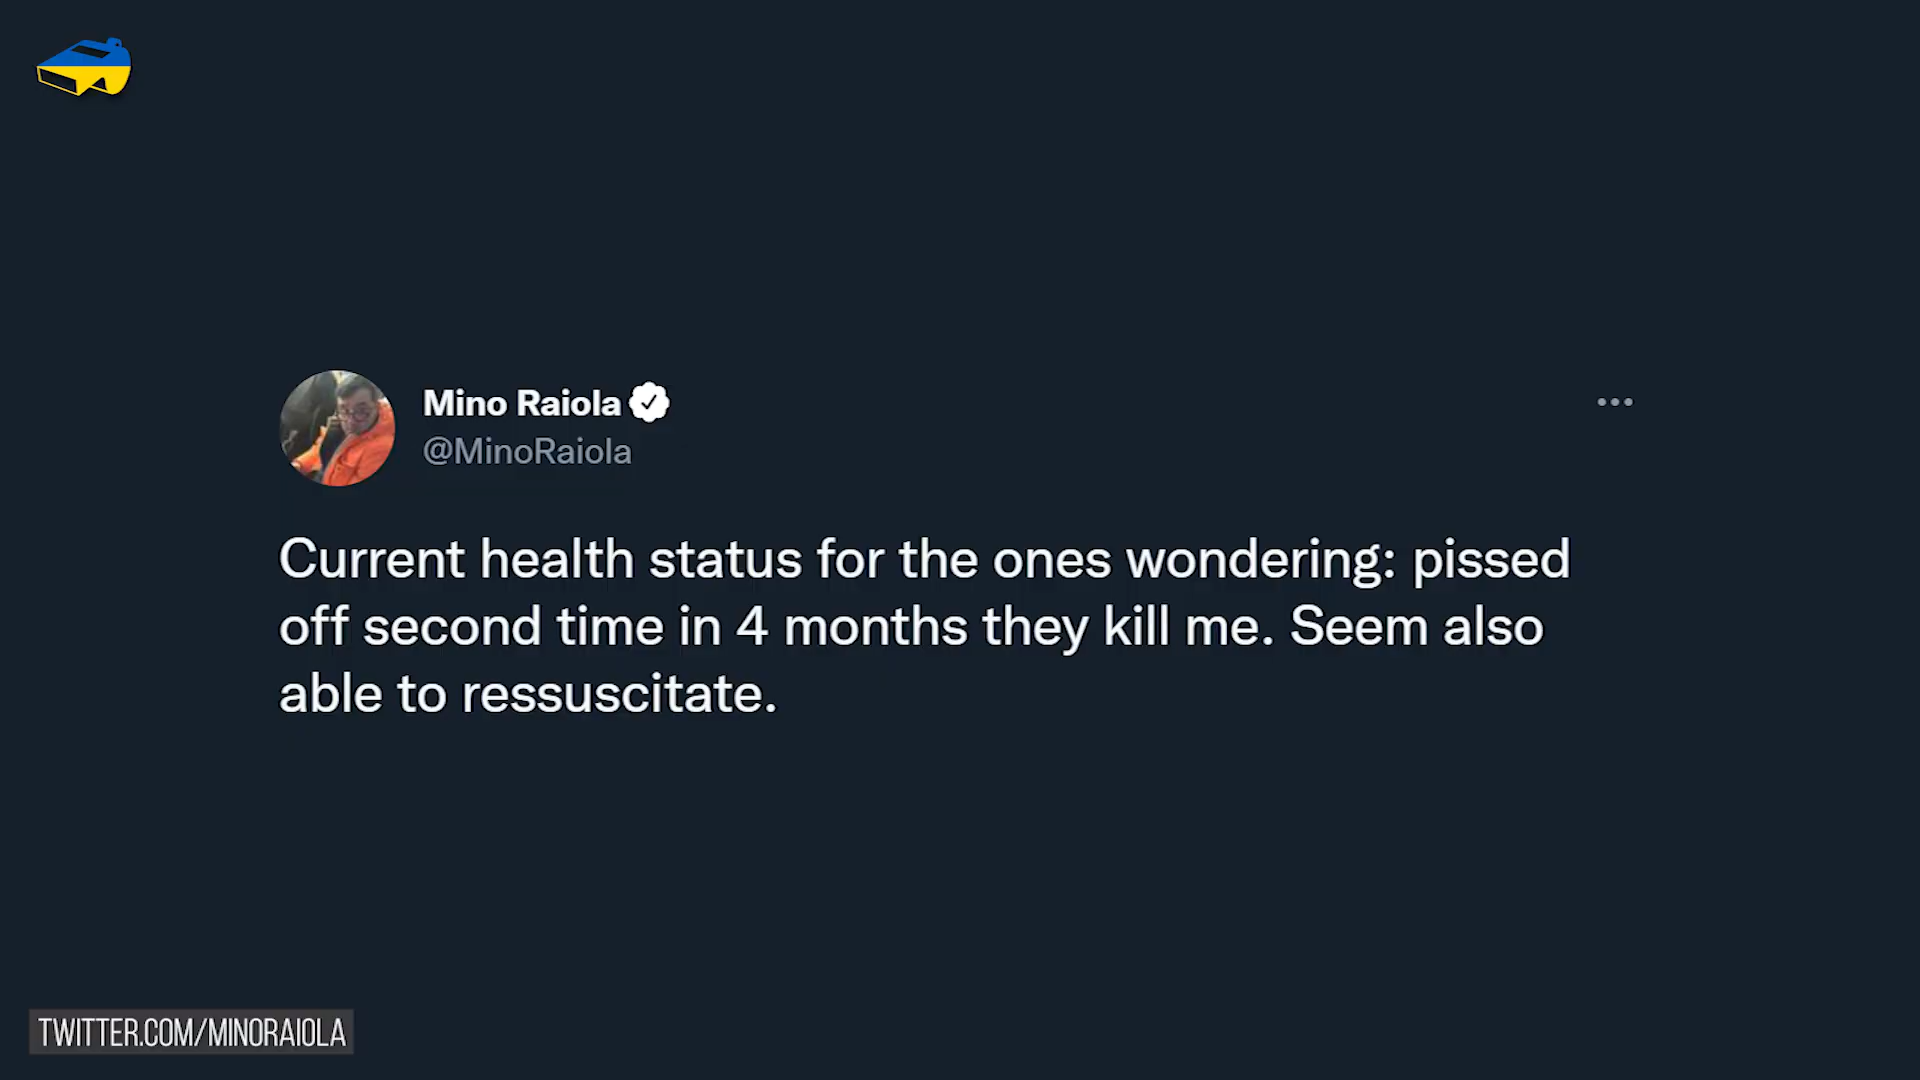 Mino Raiola
@MinoRaiola
Current health status for the ones wondering: pissed
off second time in 4 months they kill me. Seem also
able to ressuscitate.
TWITTER.COM/MINORAIOLA